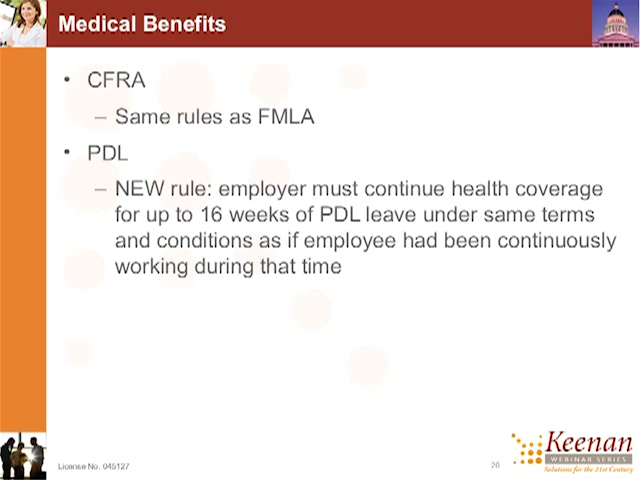 Medical Benefits
• CFRA
– Same rules as FMLA
• PDL
– NEW rule: employer must continue health coverage
for up to 16 weeks of PDL leave under same terms
and conditions as if employee had been continuously
working during that time
License No. 045127
20
Keenan
WEBINAR SERIES
Solutions for the 21st Century